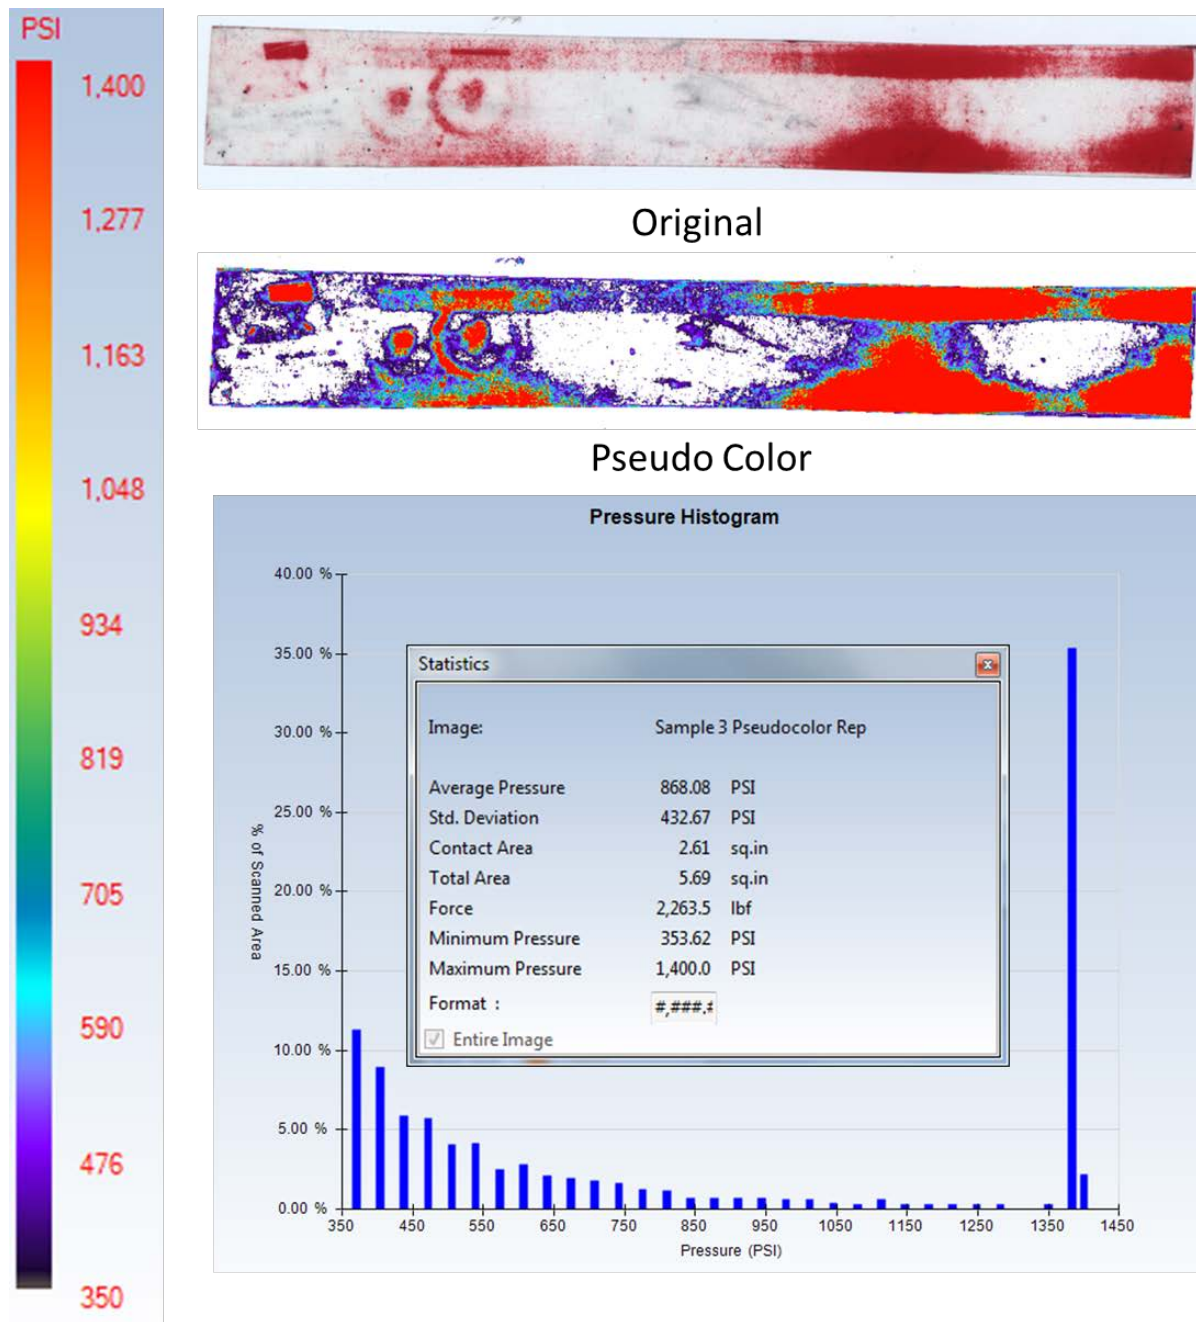 PSI
1,400
1,277
1,163
1,048
934
819
705
590
476
350
Original
Pseudo Color
Pressure Histogram
40.00 %
35.00 %
30.00 %
25.00 %
20.00 %
15.00 %
10.00 %
5.00 %
0.00 %
% of Scanned Area
Statistics
Image: Sample 3 Pseudocolor Rep
Average Pressure 868.08 PSI
Std. Deviation 432.67 PSI
Contact Area 2.61 sq.in
Total Area 5.69 sq.in
Force 2,263.5 lbf
Minimum Pressure 353.62 PSI
Maximum Pressure 1,400.0 PSI
Format : #,###.#
Entire Image
350 450 550 650 750 850 950 1050 1150 1250 1350 1450
Pressure (PSI)